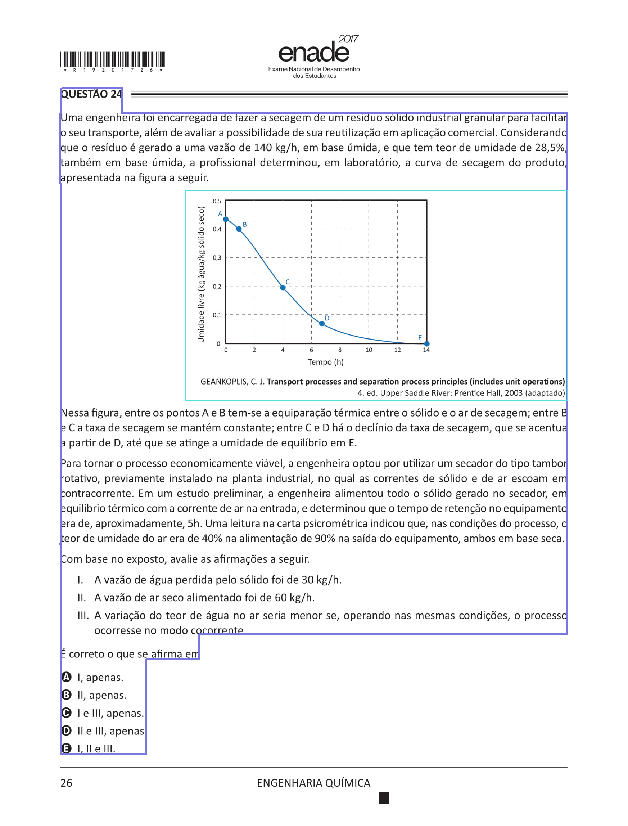 *R19201726*
2017
enade
Exame Nacional de Desempenho
dos Estudantes
QUESTÃO 24
Uma engenheira foi encarregada de fazer a secagem de um resíduo sólido industrial granular para facilitar
o seu transporte, além de avaliar a possibilidade de sua reutilização em aplicação comercial. Considerando
que o resíduo é gerado a uma vazão de 140 kg/h, em base úmida, e que tem teor de umidade de 28,5%,
também em base úmida, a profissional determinou, em laboratório, a curva de secagem do produto,
apresentada na figura a seguir.
Umidade livre (kg água/kg sólido seco)
0,5
0,4
0,3
0,2
0,1
0
A
B
C
D
E
0 2 4 6 8 10 12 14
Tempo (h)
GEANKOPLIS, C. J. Transport processes and separation process principles (includes unit operations)
4. ed. Upper Saddle River: Prentice Hall, 2003 (adaptado)
Nessa figura, entre os pontos A e B tem-se a equiparação térmica entre o sólido e o ar de secagem; entre B
e C a taxa de secagem se mantém constante; entre C e D há o declínio da taxa de secagem, que se acentua
a partir de D, até que se atinge a umidade de equilíbrio em E.
Para tornar o processo economicamente viável, a engenheira optou por utilizar um secador do tipo tambor
rotativo, previamente instalado na planta industrial, no qual as correntes de sólido e de ar escoam em
contracorrente. Em um estudo preliminar, a engenheira alimentou todo o sólido gerado no secador, em
equilíbrio térmico com a corrente de ar na entrada, e determinou que o tempo de retenção no equipamento
era de, aproximadamente, 5h. Uma leitura na carta psicrométrica indicou que, nas condições do processo, o
teor de umidade do ar era de 40% na alimentação de 90% na saída do equipamento, ambos em base seca.
Com base no exposto, avalie as afirmações a seguir.
I. A vazão de água perdida pelo sólido foi de 30 kg/h.
II. A vazão de ar seco alimentado foi de 60 kg/h.
III. A variação do teor de água no ar seria menor se, operando nas mesmas condições, o processo
ocorresse no modo cocorrente
É correto o que se afirma em
A I, apenas.
B II, apenas.
C I e III, apenas.
D II e III, apenas
E I, II e III.
26 ENGENHARIA QUÍMICA